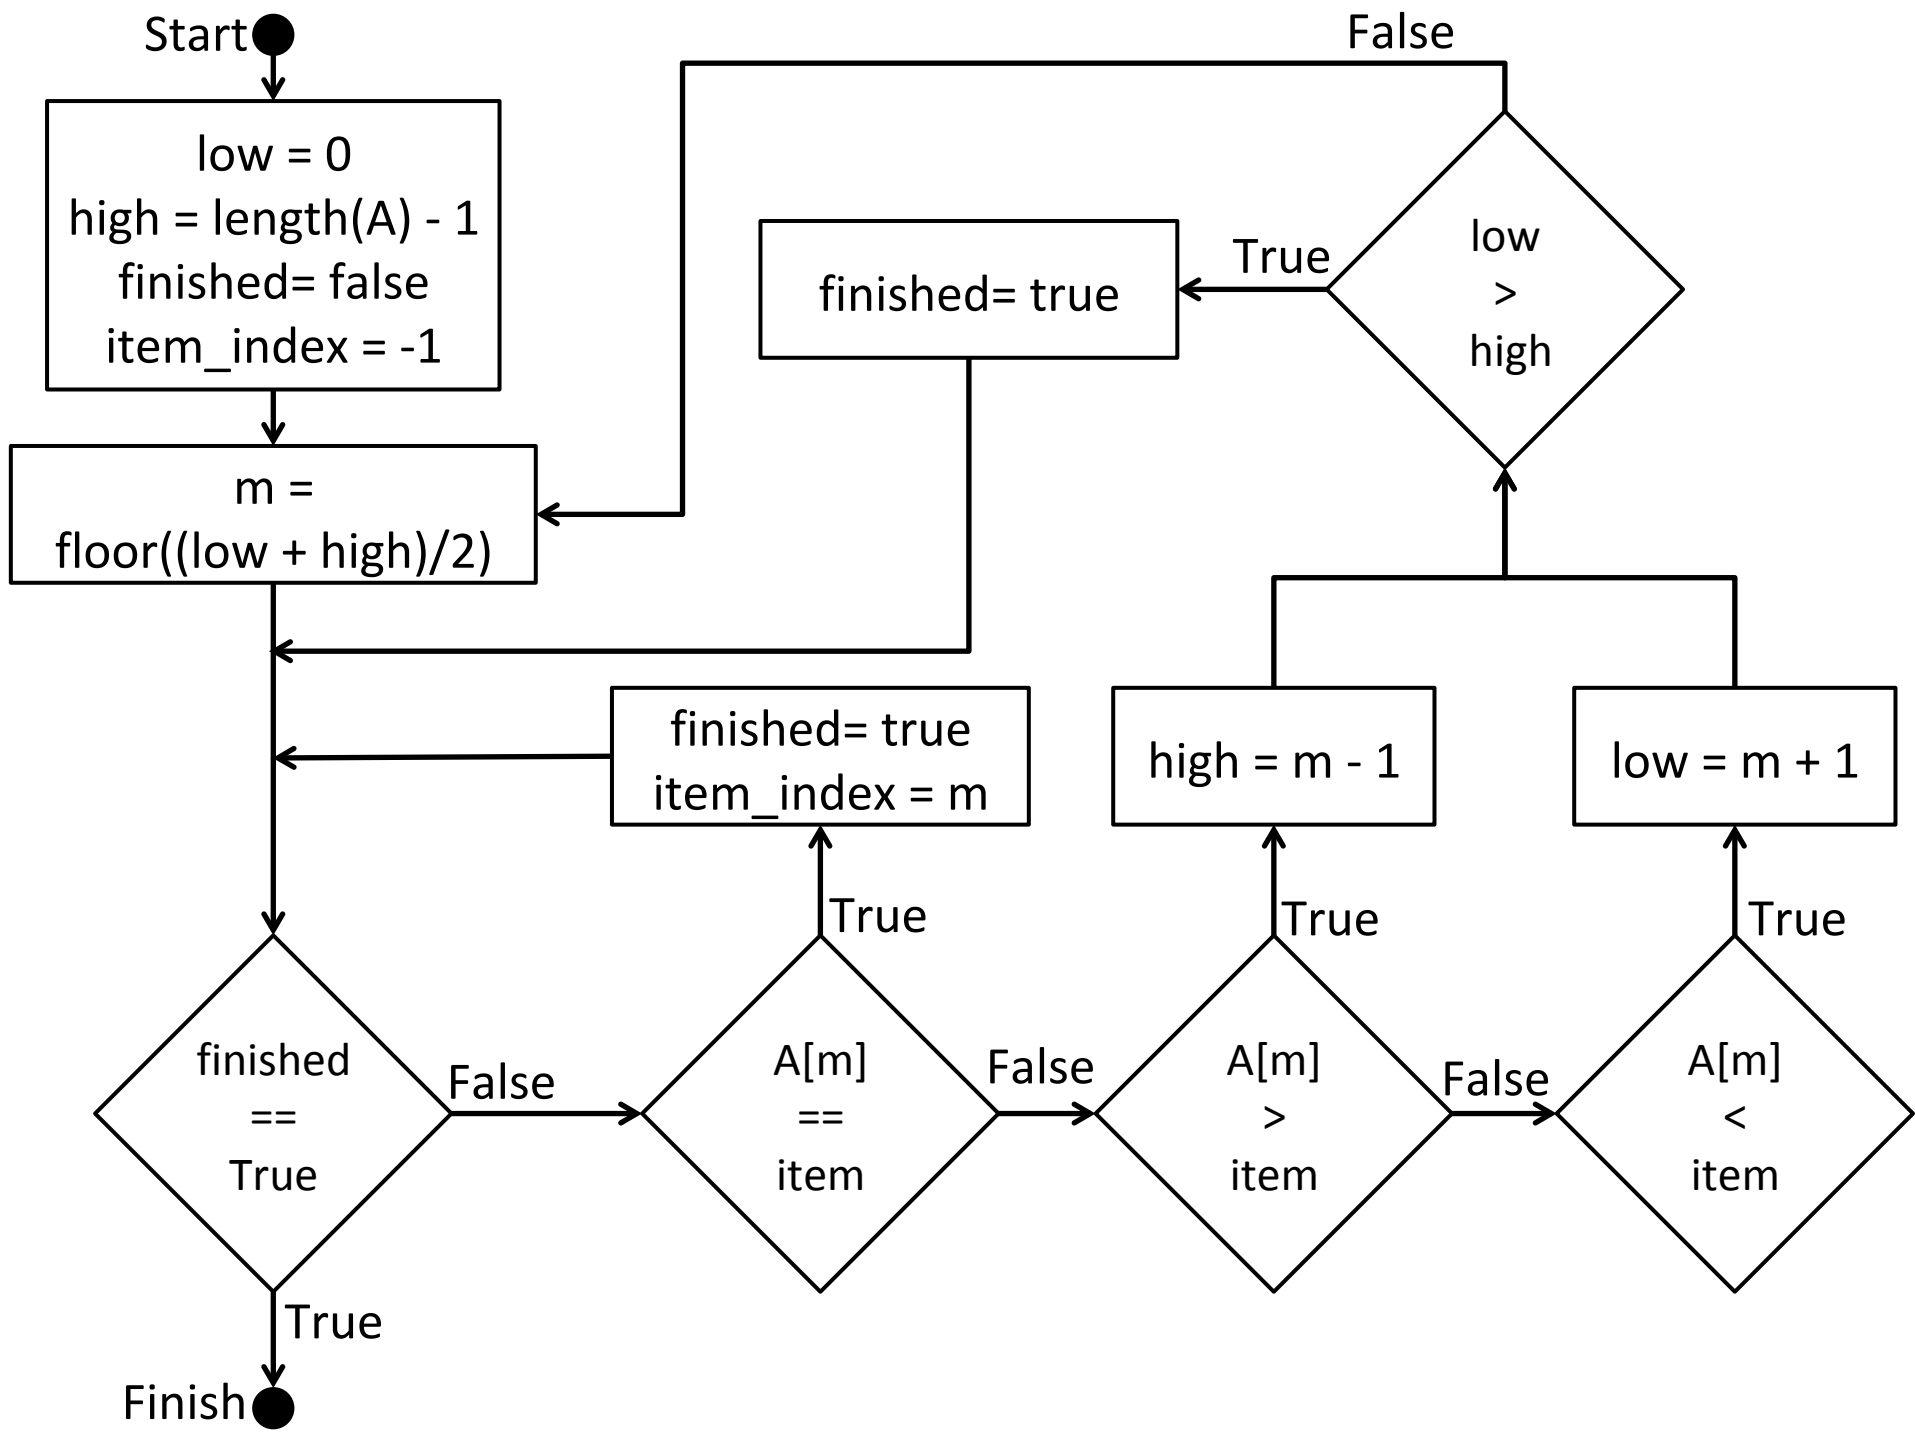 Start
low = 0
high = length(A) - 1
finished= false
item_index = -1
m =
floor((low + high)/2)
False
low
>
high
True
finished= true
finished= true
item_index = m
high = m - 1
low = m + 1
True
True
True
finished
==
True
False
A[m]
==
item
False
A[m]
>
item
False
A[m]
<
item
True
Finish